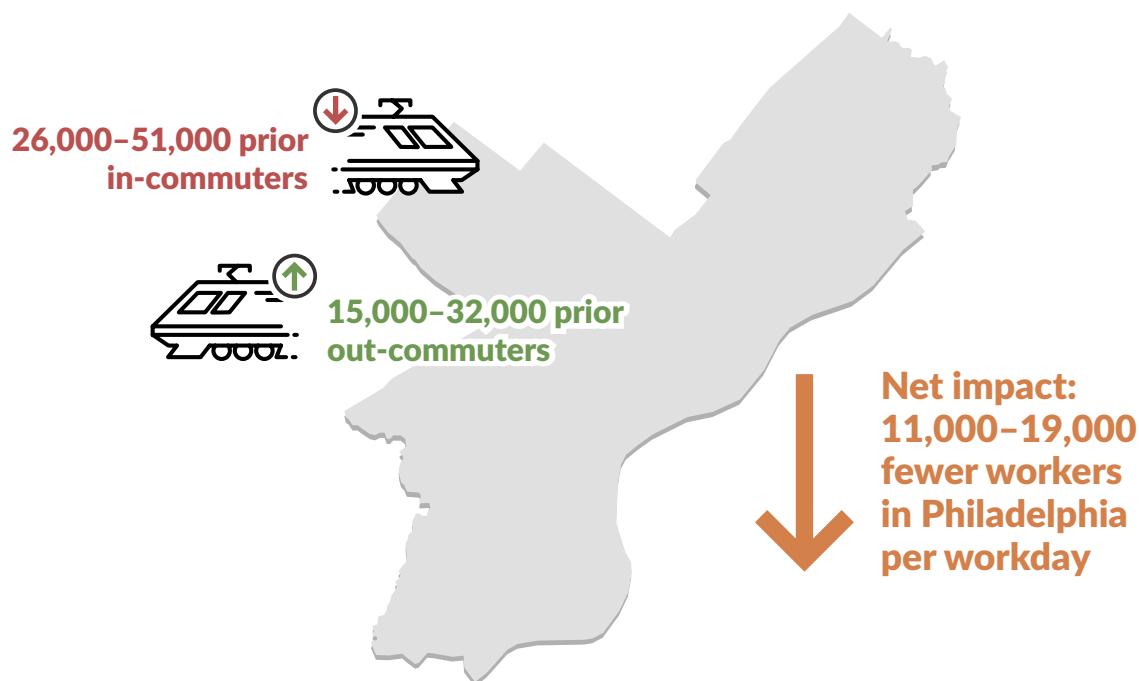 26,000–51,000 prior
in-commuters
15,000–32,000 prior
out-commuters
Net impact:
11,000–19,000
fewer workers
in Philadelphia
per workday